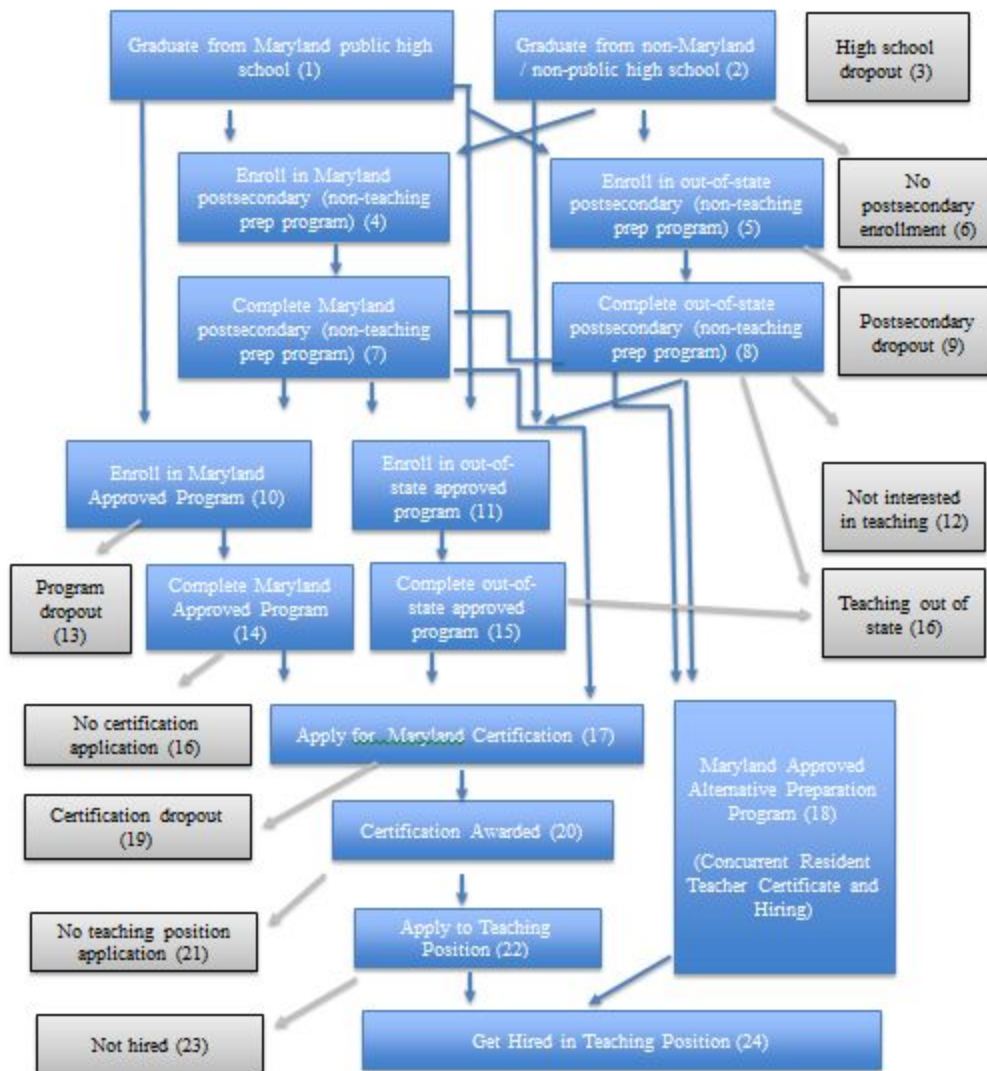 Graduate from Maryland public high
school (1)
Graduate from non-Maryland
/ non-public high school (2)
High school
dropout (3)
Enroll in Maryland
postsecondary (non-teaching
prep program) (4)
Enroll in out-of-state
postsecondary (non-teaching
prep program) (5)
No
postsecondary
enrollment (6)
Complete Maryland
postsecondary (non-teaching
prep program) (7)
Complete out-of-state
postsecondary (non-teaching
prep program) (8)
Postsecondary
dropout (9)
Enroll in Maryland
Approved Program (10)
Enroll in out-of-
state approved
program (11)
Not interested
in teaching (12)
Program
dropout
(13)
Complete Maryland
Approved Program
(14)
Complete out-of-
state approved
program (15)
Teaching out of
state (16)
No certification
application (16)
Apply for Maryland Certification (17)
Maryland Approved
Alternative Preparation
Program (18)
(Concurrent Resident
Teacher Certificate and
Hiring)
Certification dropout
(19)
Certification Awarded (20)
No teaching position
application (21)
Apply to Teaching
Position (22)
Not hired (23)
Get Hired in Teaching Position (24)